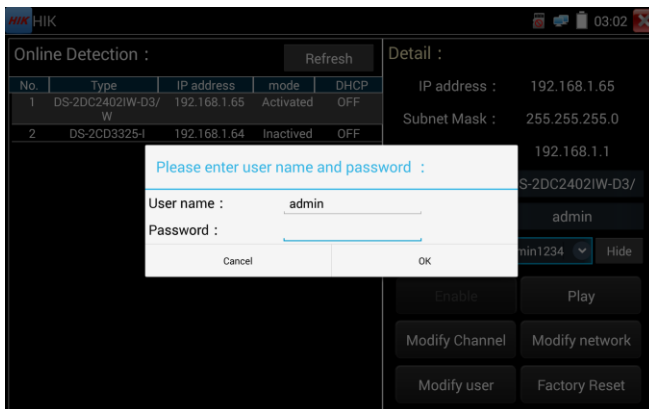 HIK HIK 03:02
Online Detection : Refresh
No. Type IP address mode DHCP
1 DS-2DC2402IW-D3/W 192.168.1.65 Activated OFF
2 DS-2CD3325-I 192.168.1.64 Inactived OFF
Detail :
IP address : 192.168.1.65
Subnet Mask : 255.255.255.0
192.168.1.1
S-2DC2402IW-D3/
admin
min1234 Hide
Enable Play
Modify Channel Modify network
Modify user Factory Reset
Please enter user name and password :
User name : admin
Password :
Cancel OK